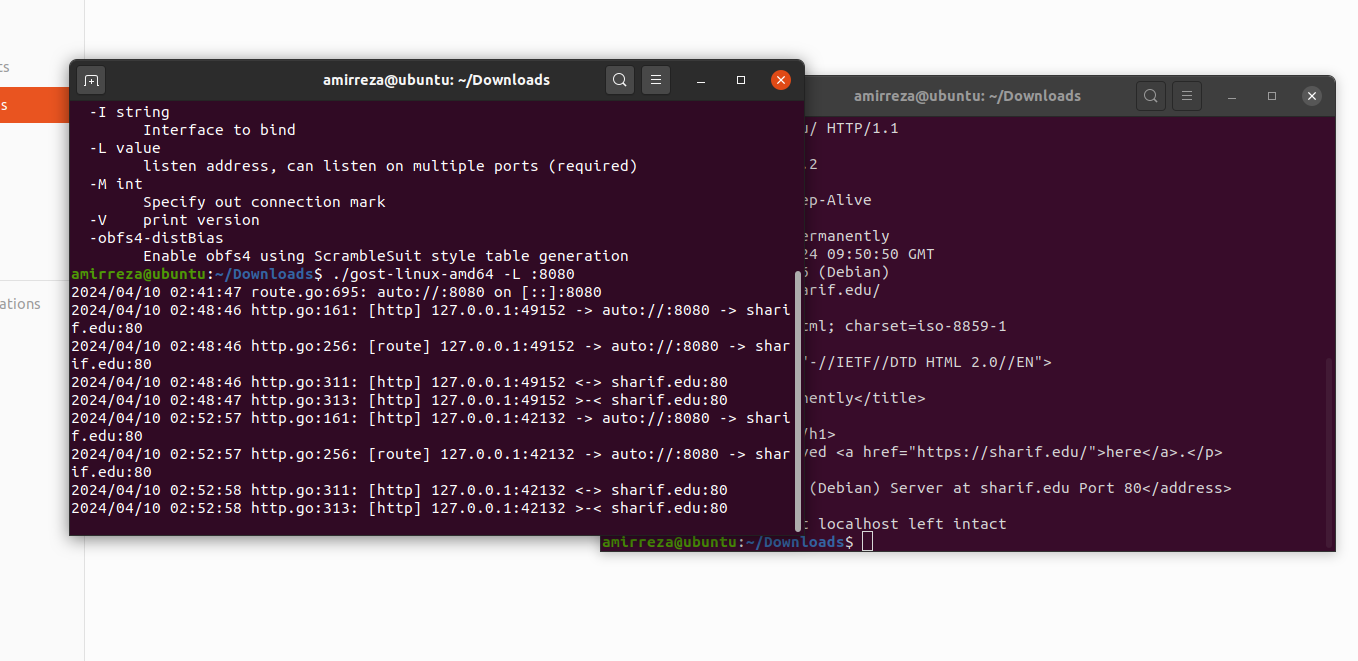 ts
s
ations
amirreza@ubuntu: ~/Downloads
-I string
Interface to bind
-L value
listen address, can listen on multiple ports (required)
-M int
Specify out connection mark
-V    print version
-obfs4-distBias
Enable obfs4 using ScrambleSuit style table generation
amirreza@ubuntu:~/Downloads$ ./gost-linux-amd64 -L :8080
2024/04/10 02:41:47 route.go:695: auto://:8080 on [::]:8080
2024/04/10 02:48:46 http.go:161: [http] 127.0.0.1:49152 -> auto://:8080 -> shari
f.edu:80
2024/04/10 02:48:46 http.go:256: [route] 127.0.0.1:49152 -> auto://:8080 -> shar
if.edu:80
2024/04/10 02:48:46 http.go:311: [http] 127.0.0.1:49152 <-> sharif.edu:80
2024/04/10 02:48:47 http.go:313: [http] 127.0.0.1:49152 >-< sharif.edu:80
2024/04/10 02:52:57 http.go:161: [http] 127.0.0.1:42132 -> auto://:8080 -> shari
f.edu:80
2024/04/10 02:52:57 http.go:256: [route] 127.0.0.1:42132 -> auto://:8080 -> shar
if.edu:80
2024/04/10 02:52:58 http.go:311: [http] 127.0.0.1:42132 <-> sharif.edu:80
2024/04/10 02:52:58 http.go:313: [http] 127.0.0.1:42132 >-< sharif.edu:80
amirreza@ubuntu: ~/Downloads
u/ HTTP/1.1
.2
ep-Alive
ermanently
24 09:50:50 GMT
(Debian)
arif.edu/
tml; charset=iso-8859-1
"-//IETF//DTD HTML 2.0//EN">
nently</title>
/h1>
ved <a href="https://sharif.edu/">here</a>.</p>
(Debian) Server at sharif.edu Port 80</address>
t localhost left intact
amirreza@ubuntu:~/Downloads$